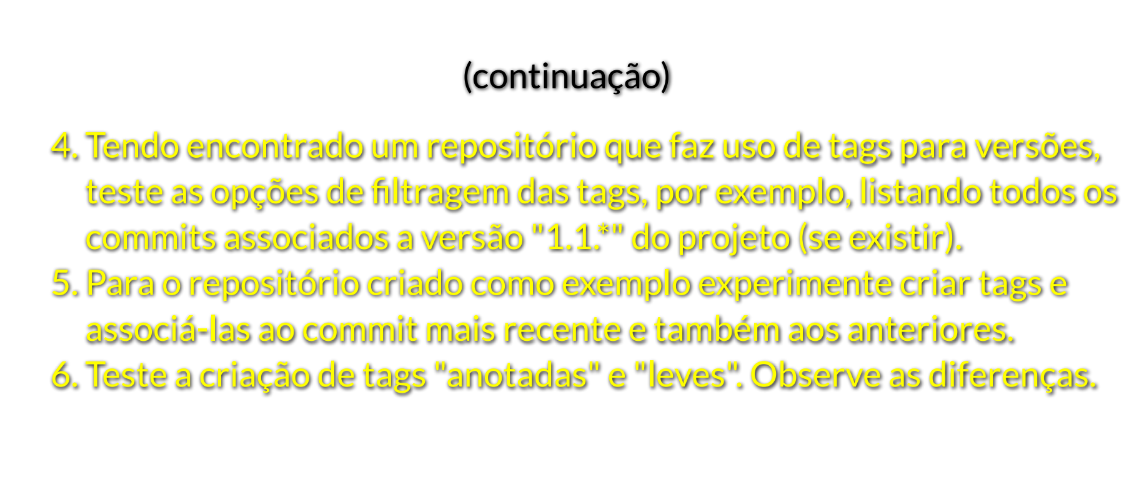 (continuação)
4. Tendo encontrado um repositório que faz uso de tags para versões,
teste as opções de filtragem das tags, por exemplo, listando todos os
commits associados a versão "1.1.*" do projeto (se existir).
5. Para o repositório criado como exemplo experimente criar tags e
associá-las ao commit mais recente e também aos anteriores.
6. Teste a criação de tags "anotadas" e "leves". Observe as diferenças.